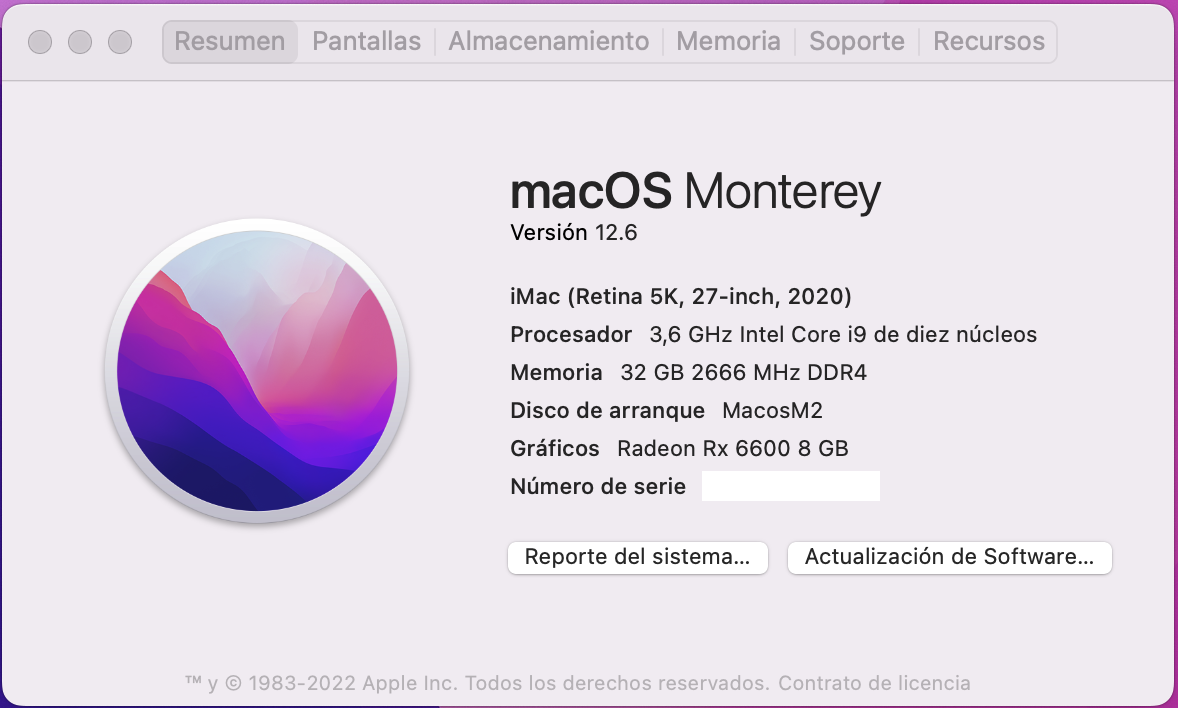 Resumen Pantallas Almacenamiento Memoria Soporte Recursos
macOS Monterey
Versión 12.6
iMac (Retina 5K, 27-inch, 2020)
Procesador 3,6 GHz Intel Core i9 de diez núcleos
Memoria 32 GB 2666 MHz DDR4
Disco de arranque MacosM2
Gráficos Radeon Rx 6600 8 GB
Número de serie
Reporte del sistema... Actualización de Software...
™ y © 1983-2022 Apple Inc. Todos los derechos reservados. Contrato de licencia